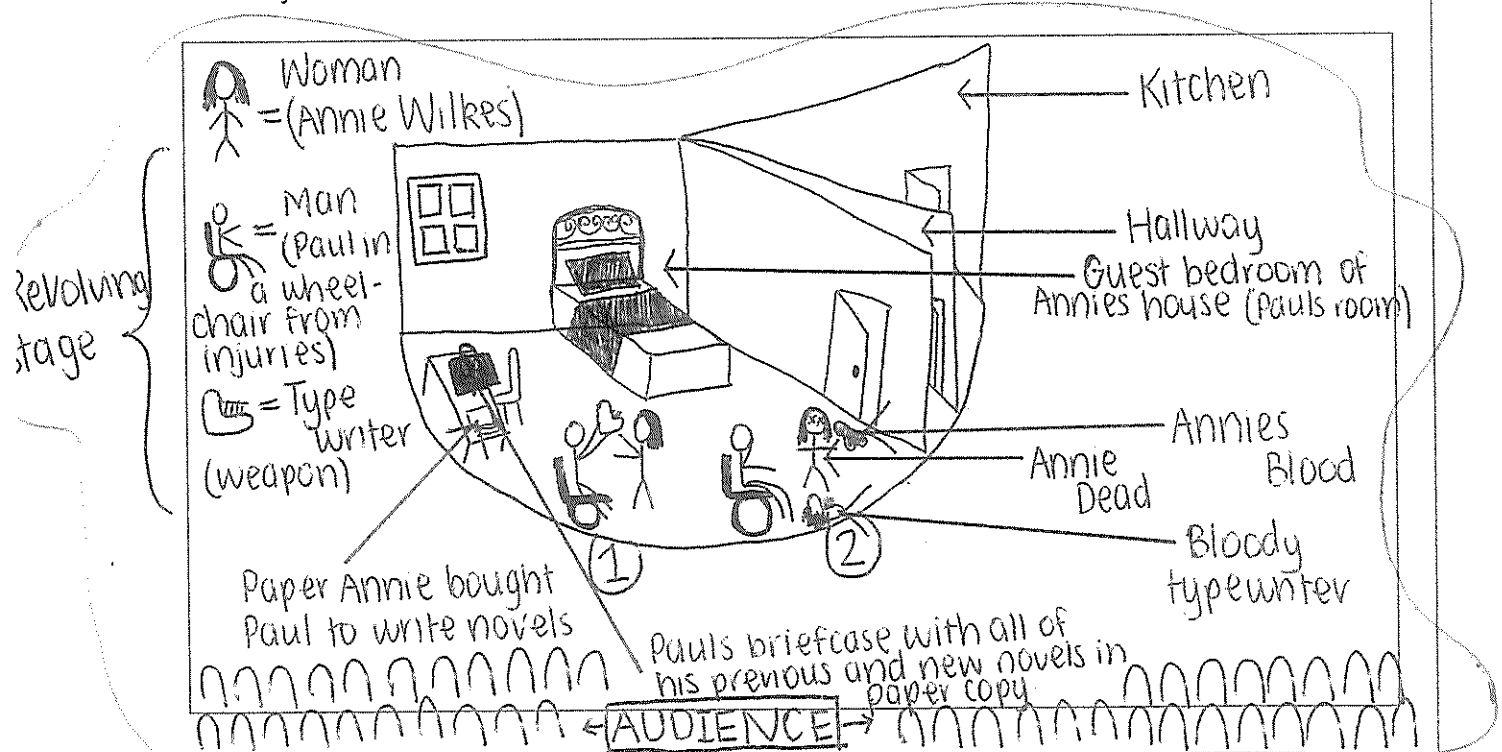 Woman
= (Annie Wilkes)
Revolving
stage
= Man
(Paul in
a wheel-
chair from
injuries)
= Type
writer
(weapon)
Kitchen
Hallway
Guest bedroom of
Annies house (Pauls room)
Annies
Blood
Annie
Dead
Bloody
typewriter
1
2
Paper Annie bought
Paul to write novels
Pauls briefcase with all of
his previous and new novels in
paper copy
← AUDIENCE →